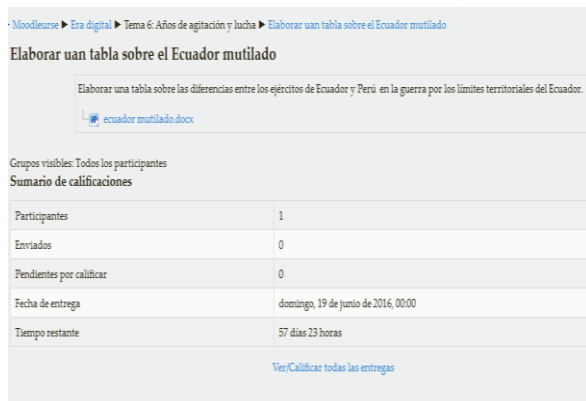 Moodleurse ▶ Era digital ▶ Tema 6: Años de agitación y lucha ▶ Elaborar uan tabla sobre el Ecuador mutilado
Elaborar uan tabla sobre el Ecuador mutilado
Elaborar una tabla sobre las diferencias entre los ejércitos de Ecuador y Perú en la guerra por los límites territoriales del Ecuador.
ecuador mutilado.docx
Grupos visibles: Todos los participantes
Sumario de calificaciones
Participantes 1
Enviados 0
Pendientes por calificar 0
Fecha de entrega domingo, 19 de junio de 2016, 00:00
Tiempo restante 57 días 23 horas
Ver/Calificar todas las entregas